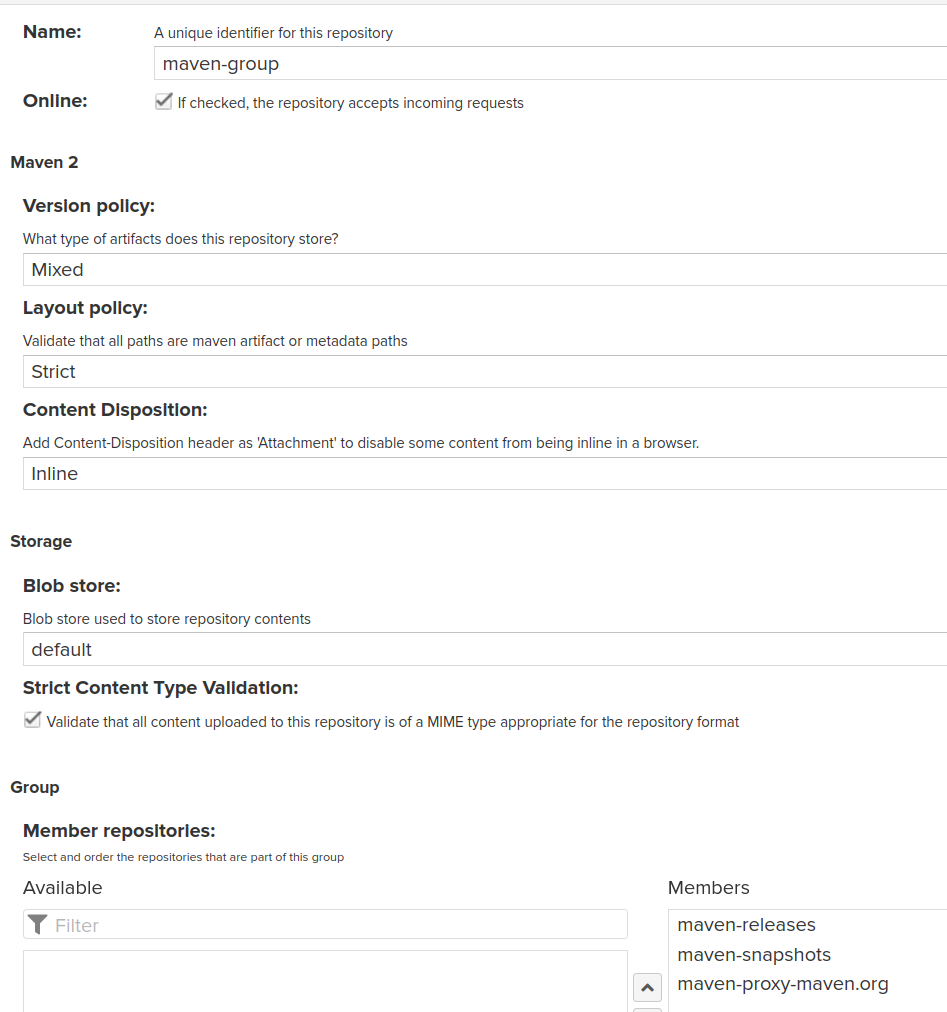 Name:
A unique identifier for this repository
maven-group
Online:
If checked, the repository accepts incoming requests
Maven 2
Version policy:
What type of artifacts does this repository store?
Mixed
Layout policy:
Validate that all paths are maven artifact or metadata paths
Strict
Content Disposition:
Add Content-Disposition header as 'Attachment' to disable some content from being inline in a browser.
Inline
Storage
Blob store:
Blob store used to store repository contents
default
Strict Content Type Validation:
Validate that all content uploaded to this repository is of a MIME type appropriate for the repository format
Group
Member repositories:
Select and order the repositories that are part of this group
Available
Members
Filter
maven-releases
maven-snapshots
maven-proxy-maven.org